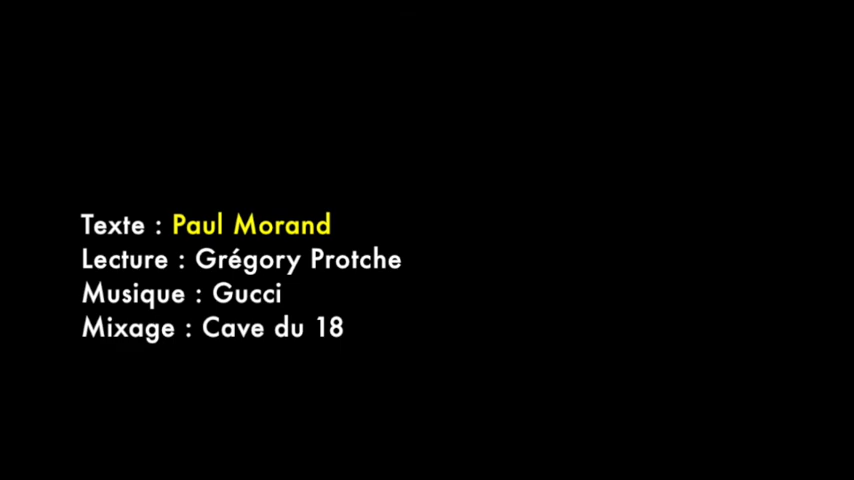 Texte : Paul Morand
Lecture : Grégory Protche
Musique : Gucci
Mixage : Cave du 18